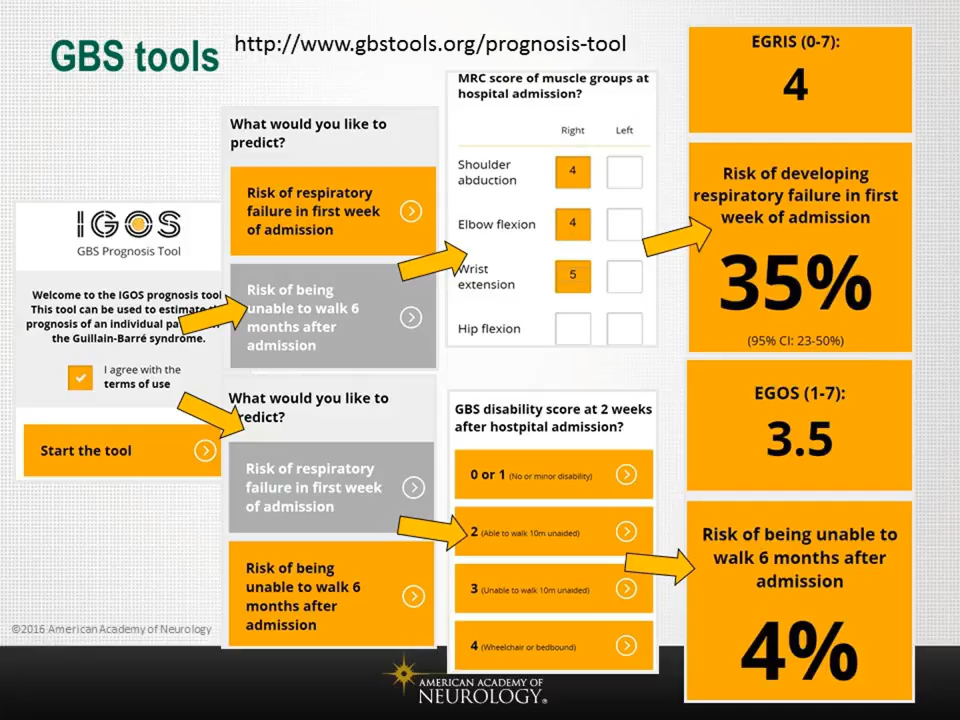 GBS tools
http://www.gbstools.org/prognosis-tool
IGOS
GBS Prognosis Tool
Welcome to the IGOS prognosis tool
This tool can be used to estimate
prognosis of an individual
the Guillain-Barré syndrome.
I agree with the
terms of use
Start the tool
What would you like to
predict?
Risk of respiratory
failure in first week
of admission
Risk of being
unable to walk 6
months after
admission
MRC score of muscle groups at
hospital admission?
Right Left
Shoulder
abduction
4
Elbow flexion
4
Wrist
extension
5
Hip flexion
EGRIS (0-7):
4
Risk of developing
respiratory failure in first
week of admission
35%
(95% CI: 23-50%)
What would you like to
predict?
Risk of respiratory
failure in first week
of admission
Risk of being
unable to walk 6
months after
admission
GBS disability score at 2 weeks
after hostpital admission?
0 or 1 (No or minor disability)
2 (Able to walk 10m unaided)
3 (Unable to walk 10m unaided)
4 (Wheelchair or bedbound)
EGOS (1-7):
3.5
Risk of being unable to
walk 6 months after
admission
4%
©2016 American Academy of Neurology
AMERICAN ACADEMY OF
NEUROLOGY®